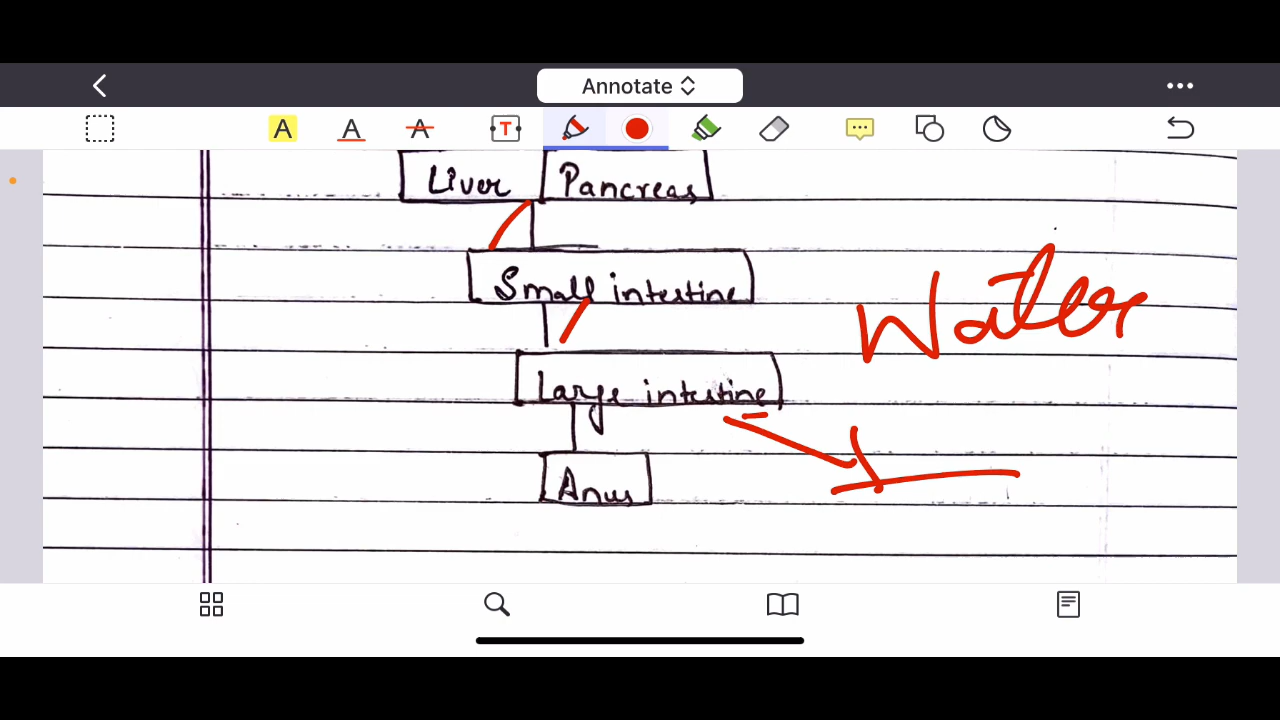 Annotate
A A A T
Liver Pancreas
Small intestine
Water
Large intestine
Anus